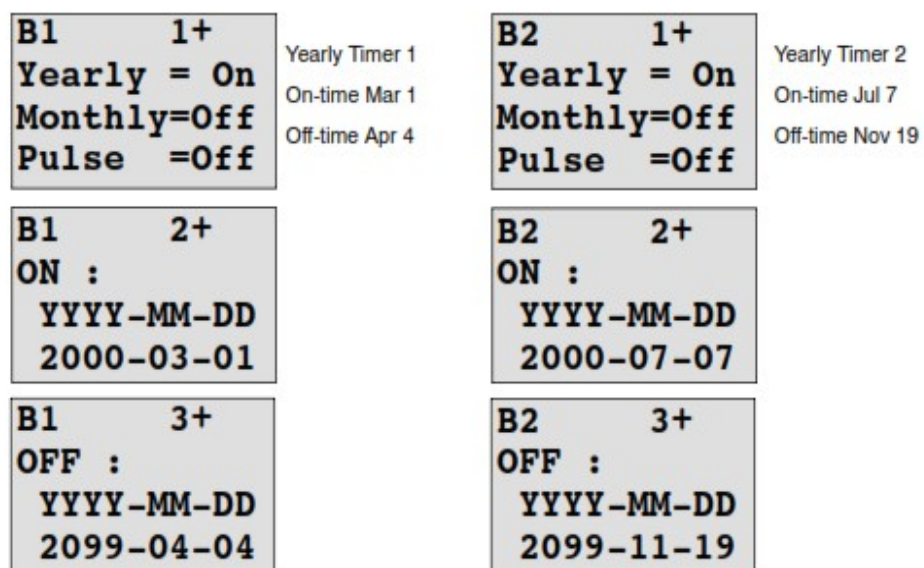 B1 1+
Yearly = On
Monthly=Off
Pulse =Off
Yearly Timer 1
On-time Mar 1
Off-time Apr 4
B2 1+
Yearly = On
Monthly=Off
Pulse =Off
Yearly Timer 2
On-time Jul 7
Off-time Nov 19
B1 2+
ON :
YYYY-MM-DD
2000-03-01
B2 2+
ON :
YYYY-MM-DD
2000-07-07
B1 3+
OFF :
YYYY-MM-DD
2099-04-04
B2 3+
OFF :
YYYY-MM-DD
2099-11-19